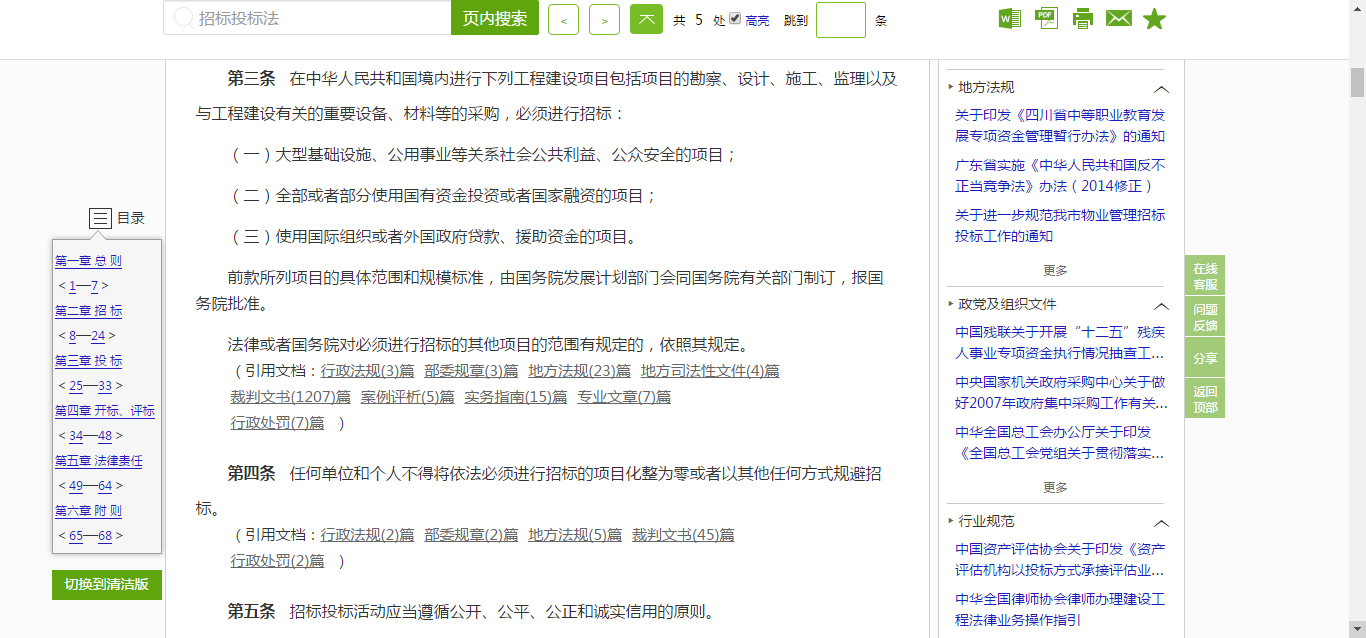 招标投标法 页内搜索 < > 共 5 处 高亮 跳到 条
目录
第一章 总 则
< 1—7 >
第二章 招 标
< 8—24 >
第三章 投 标
< 25—33 >
第四章 开标、评标
< 34—48 >
第五章 法律责任
< 49—64 >
第六章 附 则
< 65—68 >
切换到清洁版
第三条 在中华人民共和国境内进行下列工程建设项目包括项目的勘察、设计、施工、监理以及
与工程建设有关的重要设备、材料等的采购，必须进行招标：
（一）大型基础设施、公用事业等关系社会公共利益、公众安全的项目；
（二）全部或者部分使用国有资金投资或者国家融资的项目；
（三）使用国际组织或者外国政府贷款、援助资金的项目。
前款所列项目的具体范围和规模标准，由国务院发展计划部门会同国务院有关部门制订，报国
务院批准。
法律或者国务院对必须进行招标的其他项目的范围有规定的，依照其规定。
（引用文档：行政法规(3)篇 部委规章(3)篇 地方法规(23)篇 地方司法性文件(4)篇
裁判文书(1207)篇 案例评析(5)篇 实务指南(15)篇 专业文章(7)篇
行政处罚(7)篇 ）
第四条 任何单位和个人不得将依法必须进行招标的项目化整为零或者以其他任何方式规避招
标。
（引用文档：行政法规(2)篇 部委规章(2)篇 地方法规(5)篇 裁判文书(45)篇
行政处罚(2)篇 ）
第五条 招标投标活动应当遵循公开、公平、公正和诚实信用的原则。
地方法规
关于印发《四川省中等职业教育发
展专项资金管理暂行办法》的通知
广东省实施《中华人民共和国反不
正当竞争法》办法（2014修正）
关于进一步规范我市物业管理招标
投标工作的通知
更多
政党及组织文件
中国残联关于开展“十二五”残疾
人事业专项资金执行情况抽查工...
中央国家机关政府采购中心关于做
好2007年政府集中采购工作有关...
中华全国总工会办公厅关于印发
《全国总工会党组关于贯彻落实...
更多
行业规范
中国资产评估协会关于印发《资产
评估机构以投标方式承接评估业...
中华全国律师协会律师办理建设工
程法律业务操作指引
在线
客服
问题
反馈
分享
返回
顶部